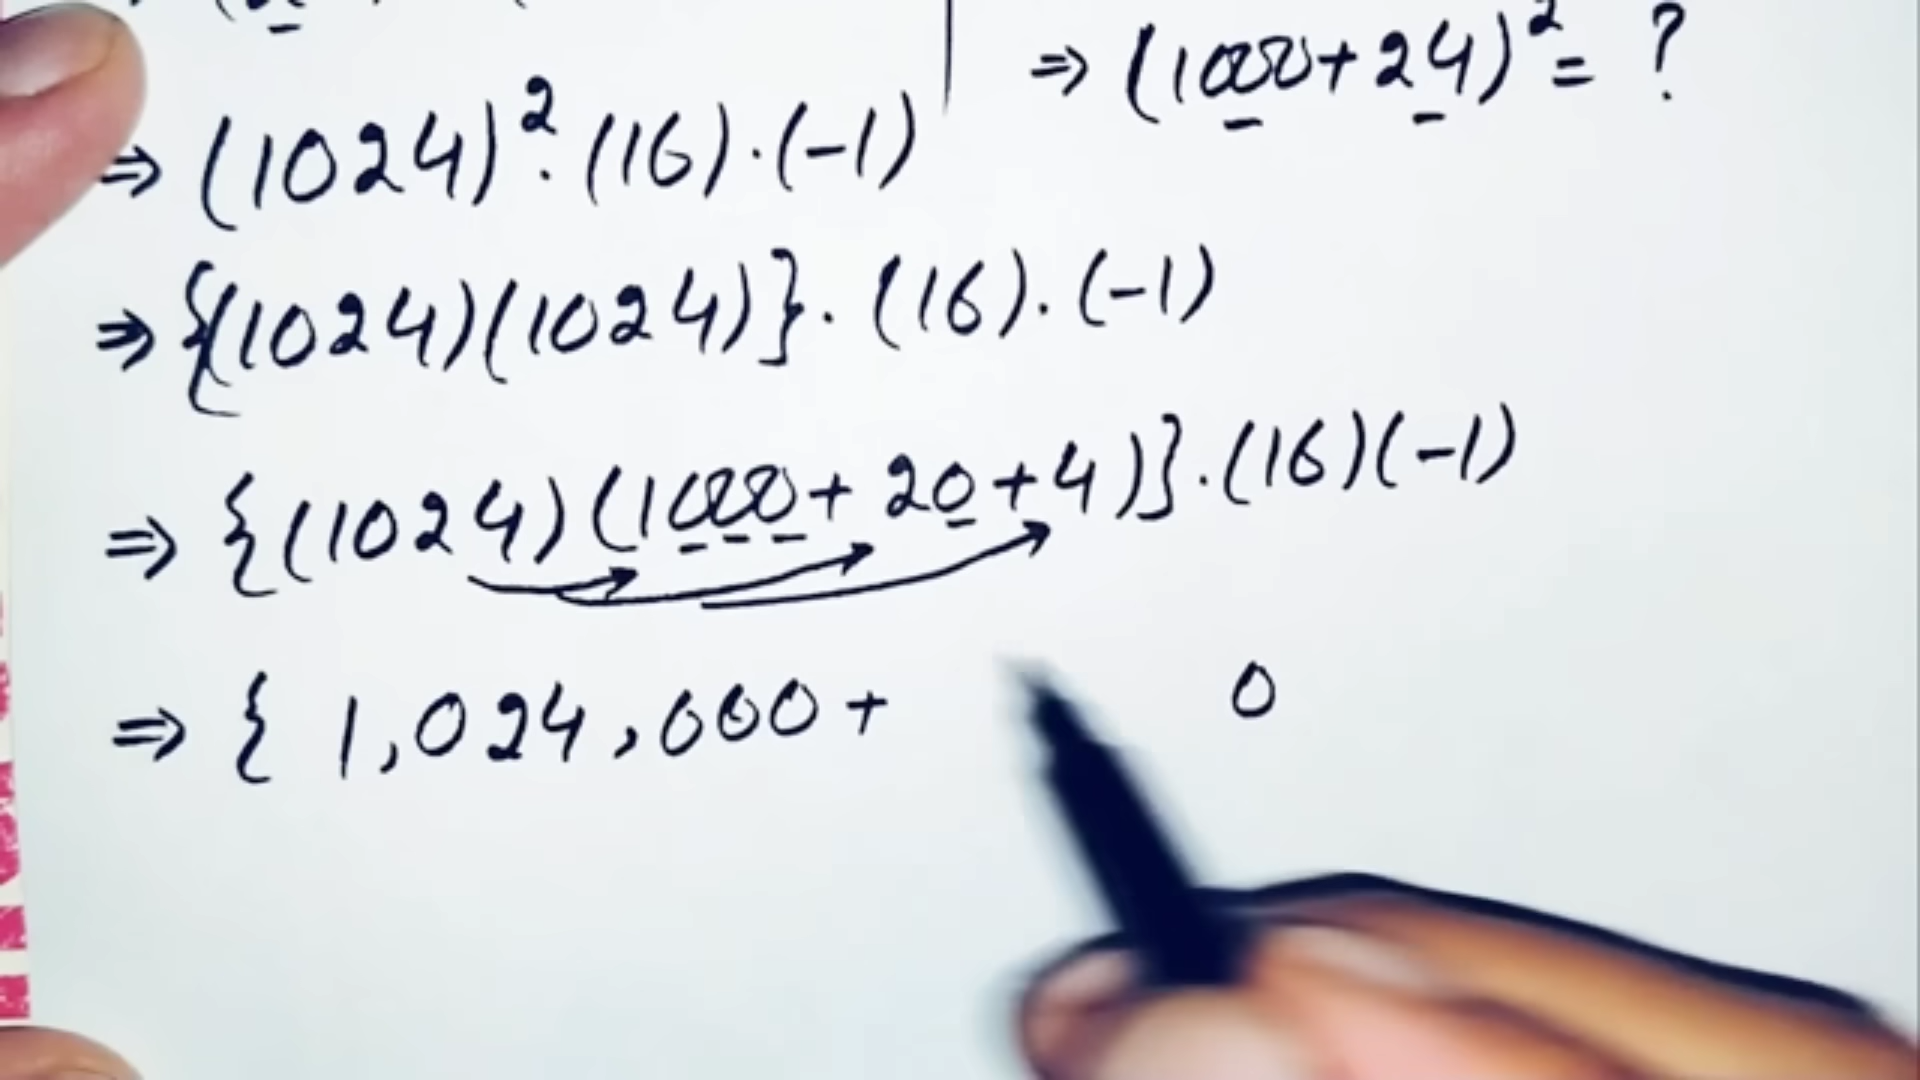 ⇒ (1000+24)² = ?
⇒ (1024)² · (16) · (-1)
⇒ {(1024)(1024)} · (16) · (-1)
⇒ {(1024)(1000+20+4)} · (16)(-1)
⇒ { 1,024,000 + 0